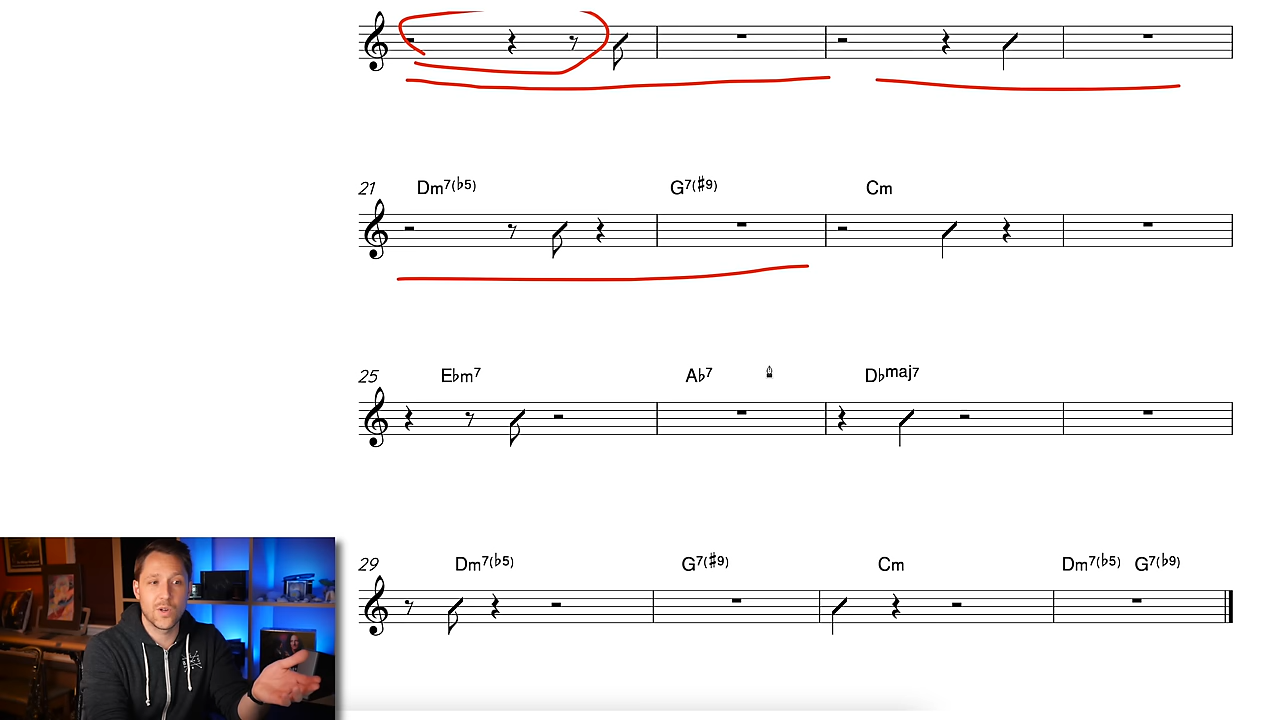 21 Dm7(♭5) G7(♯9) Cm
25 E♭m7 A♭7 D♭maj7
29 Dm7(♭5) G7(♯9) Cm Dm7(♭5) G7(♭9)